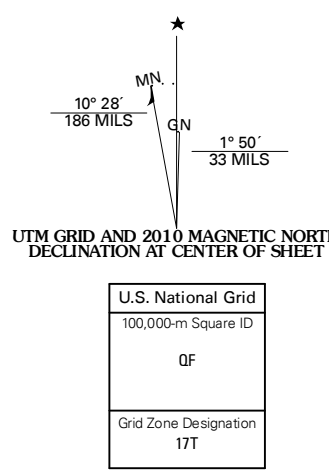 MN
GN
10° 28´
186 MILS
1° 50´
33 MILS
UTM GRID AND 2010 MAGNETIC NORT
DECLINATION AT CENTER OF SHEET
U.S. National Grid
100,000-m Square ID
QF
Grid Zone Designation
17T